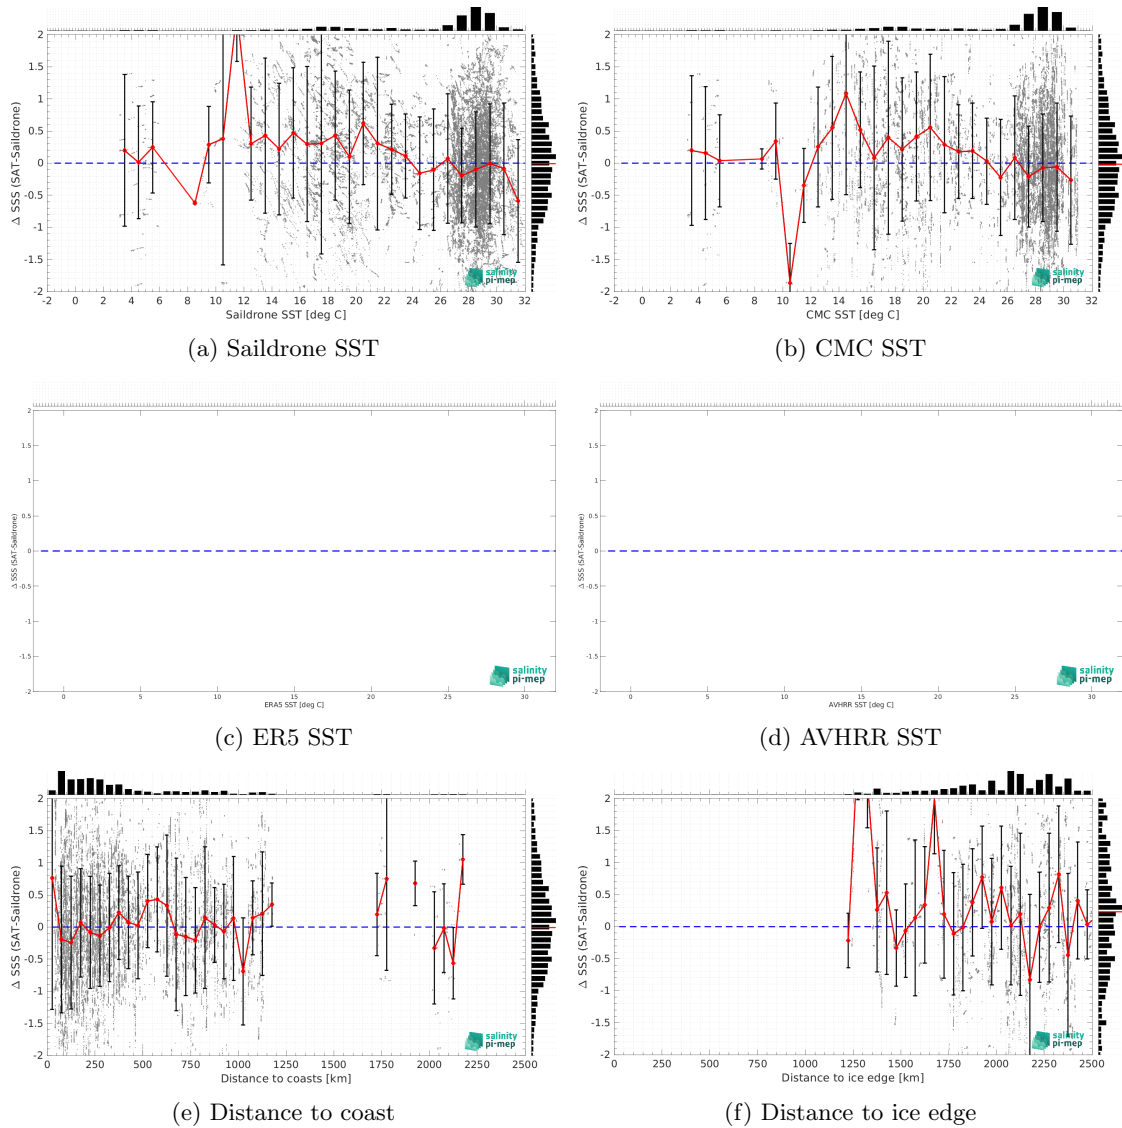 2
1.5
1
0.5
0
-0.5
-1
-1.5
-2
Δ SSS (SAT-Saildrone)
-2 0 2 4 6 8 10 12 14 16 18 20 22 24 26 28 30 32
Saildrone SST [deg C]
salinity
pi-mep
(a) Saildrone SST
2
1.5
1
0.5
0
-0.5
-1
-1.5
-2
Δ SSS (SAT-Saildrone)
-2 0 2 4 6 8 10 12 14 16 18 20 22 24 26 28 30 32
CMC SST [deg C]
salinity
pi-mep
(b) CMC SST
2
1.5
1
0.5
0
-0.5
-1
-1.5
-2
Δ SSS (SAT-Saildrone)
0 5 10 15 20 25 30
ERA5 SST [deg C]
salinity
pi-mep
(c) ER5 SST
2
1.5
1
0.5
0
-0.5
-1
-1.5
-2
Δ SSS (SAT-Saildrone)
0 5 10 15 20 25 30
AVHRR SST [deg C]
salinity
pi-mep
(d) AVHRR SST
2
1.5
1
0.5
0
-0.5
-1
-1.5
-2
Δ SSS (SAT-Saildrone)
0 250 500 750 1000 1250 1500 1750 2000 2250 2500
Distance to coasts [km]
salinity
pi-mep
(e) Distance to coast
2
1.5
1
0.5
0
-0.5
-1
-1.5
-2
Δ SSS (SAT-Saildrone)
0 250 500 750 1000 1250 1500 1750 2000 2250 2500
Distance to ice edge [km]
salinity
pi-mep
(f) Distance to ice edge